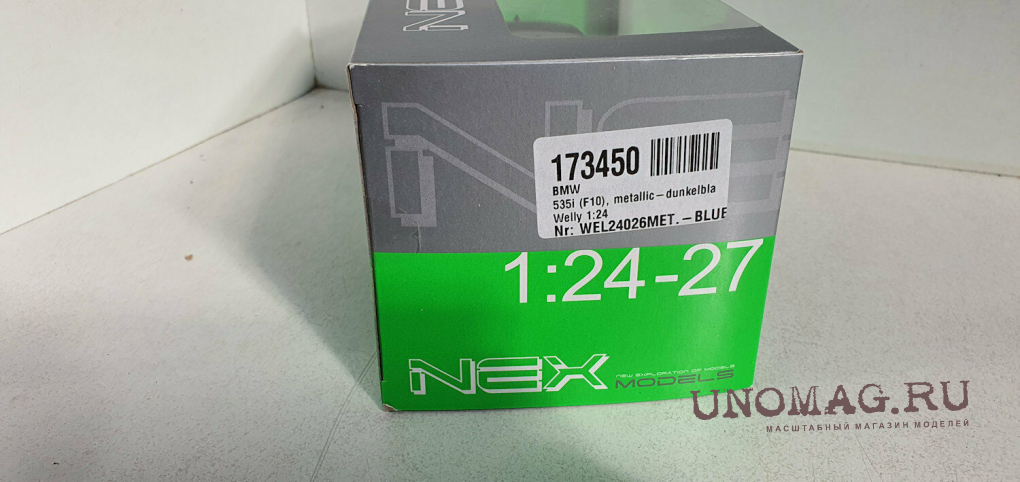 NEX
173450
BMW
535i (F10), metallic-dunkelbla
Welly 1:24
Nr: WEL24026MET.-BLUE
1:24-27
NEX
NEW EXPLORATION OF MODELS
MODELS
UNOMAG.RU
МАСШТАБНЫЙ МАГАЗИН МОДЕЛЕЙ